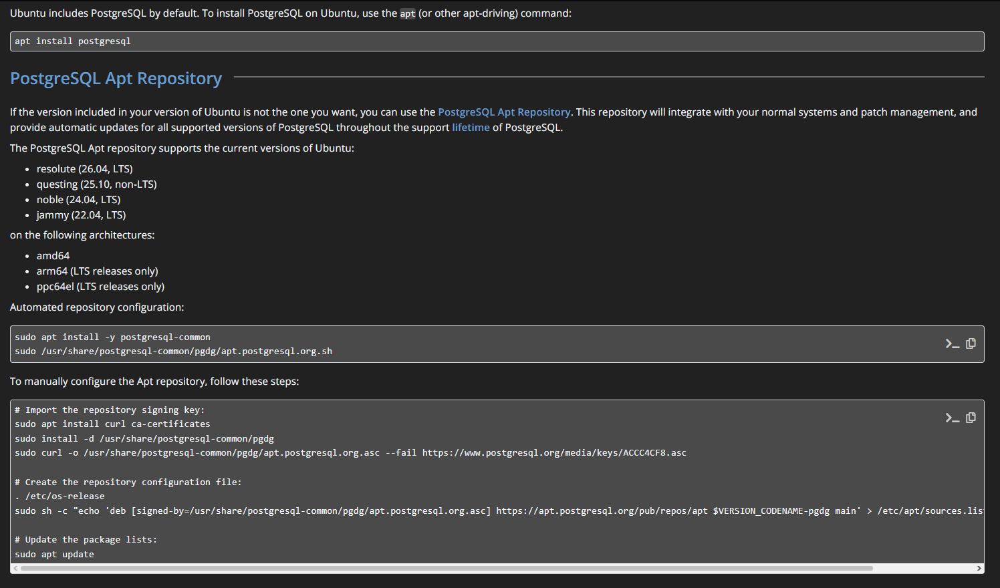 Ubuntu includes PostgreSQL by default. To install PostgreSQL on Ubuntu, use the apt (or other apt-driving) command:
apt install postgresql
PostgreSQL Apt Repository
If the version included in your version of Ubuntu is not the one you want, you can use the PostgreSQL Apt Repository. This repository will integrate with your normal systems and patch management, and
provide automatic updates for all supported versions of PostgreSQL throughout the support lifetime of PostgreSQL.
The PostgreSQL Apt repository supports the current versions of Ubuntu:
• resolute (26.04, LTS)
• questing (25.10, non-LTS)
• noble (24.04, LTS)
• jammy (22.04, LTS)
on the following architectures:
• amd64
• arm64 (LTS releases only)
• ppc64el (LTS releases only)
Automated repository configuration:
sudo apt install -y postgresql-common
sudo /usr/share/postgresql-common/pgdg/apt.postgresql.org.sh
To manually configure the Apt repository, follow these steps:
# Import the repository signing key:
sudo apt install curl ca-certificates
sudo install -d /usr/share/postgresql-common/pgdg
sudo curl -o /usr/share/postgresql-common/pgdg/apt.postgresql.org.asc --fail https://www.postgresql.org/media/keys/ACCC4CF8.asc
# Create the repository configuration file:
. /etc/os-release
sudo sh -c "echo 'deb [signed-by=/usr/share/postgresql-common/pgdg/apt.postgresql.org.asc] https://apt.postgresql.org/pub/repos/apt $VERSION_CODENAME-pgdg main' > /etc/apt/sources.lis
# Update the package lists:
sudo apt update